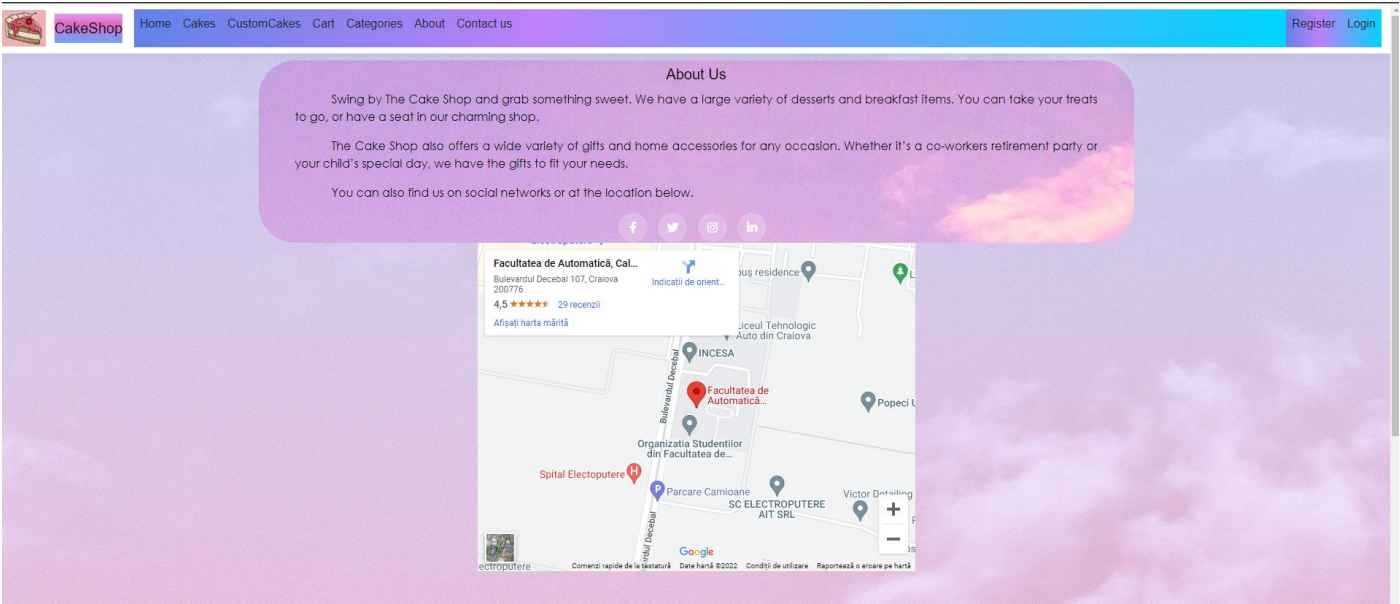 CakeShop Home Cakes CustomCakes Cart Categories About Contact us Register Login
About Us
Swing by The Cake Shop and grab something sweet. We have a large variety of desserts and breakfast items. You can take your treats
to go, or have a seat in our charming shop.
The Cake Shop also offers a wide variety of gifts and home accessories for any occasion. Whether it's a co-workers retirement party or
your child's special day, we have the gifts to fit your needs.
You can also find us on social networks or at the location below.
Facultatea de Automatică, Cal...
Bulevardul Decebal 107, Craiova
200776
4,5 29 recenzii
Afișați harta mărită
Indicații de orient...
residence
Liceul Tehnologic
Auto din Craiova
INCESA
Bulevardul Decebal
Facultatea de
Automatică...
Popeci
Organizatia Studentilor
din Facultatea de...
Spital Electoputere
H
P
Parcare Camioane
SC ELECTROPUTERE
AIT SRL
Victor Detailing
Decebal
Google
Comenzi rapide de la tastatură Date hartă ©2022 Condiții de utilizare Raportează o eroare pe hartă